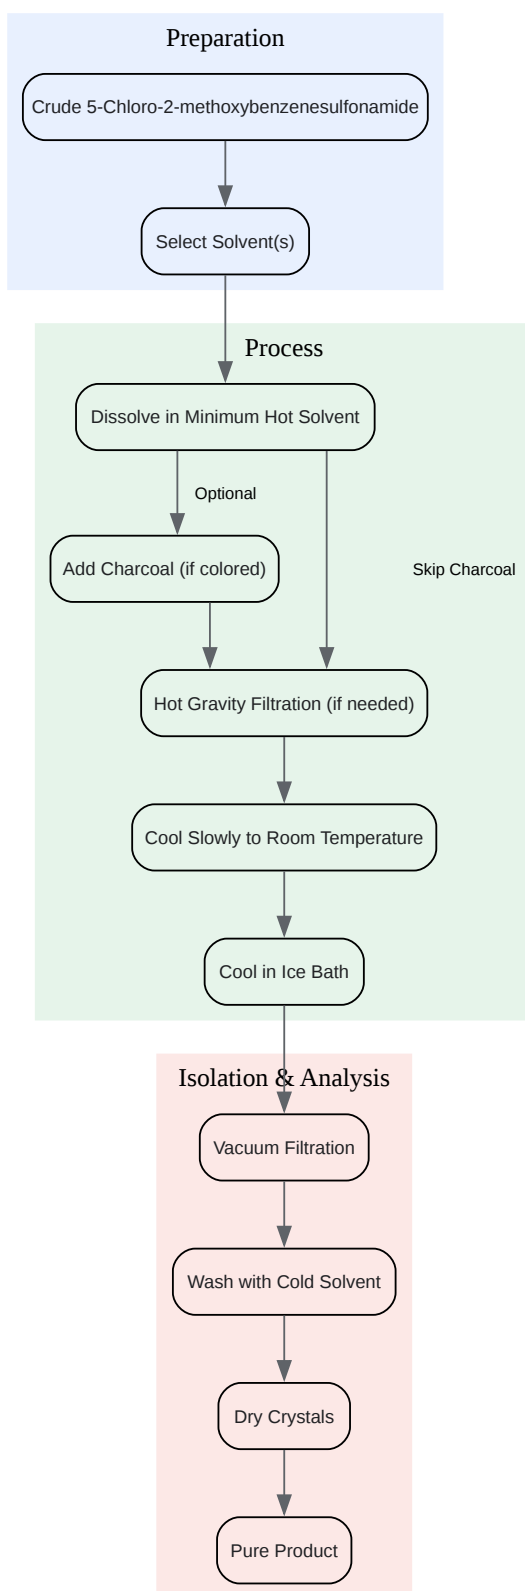 Preparation
Crude 5-Chloro-2-methoxybenzenesulfonamide
Select Solvent(s)
Process
Dissolve in Minimum Hot Solvent
Optional
Add Charcoal (if colored)
Skip Charcoal
Hot Gravity Filtration (if needed)
Cool Slowly to Room Temperature
Cool in Ice Bath
Isolation & Analysis
Vacuum Filtration
Wash with Cold Solvent
Dry Crystals
Pure Product